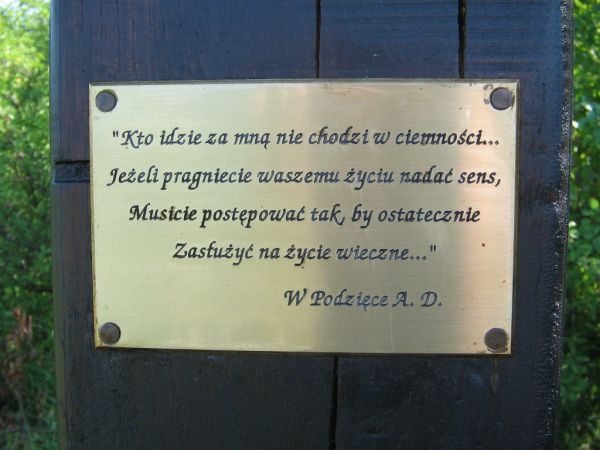 "Kto idzie za mną nie chodzi w ciemności...
Jeżeli pragniecie waszemu życiu nadać sens,
Musicie postępować tak, by ostatecznie
Zasłużyć na życie wieczne..."
W Podzięce A. D.